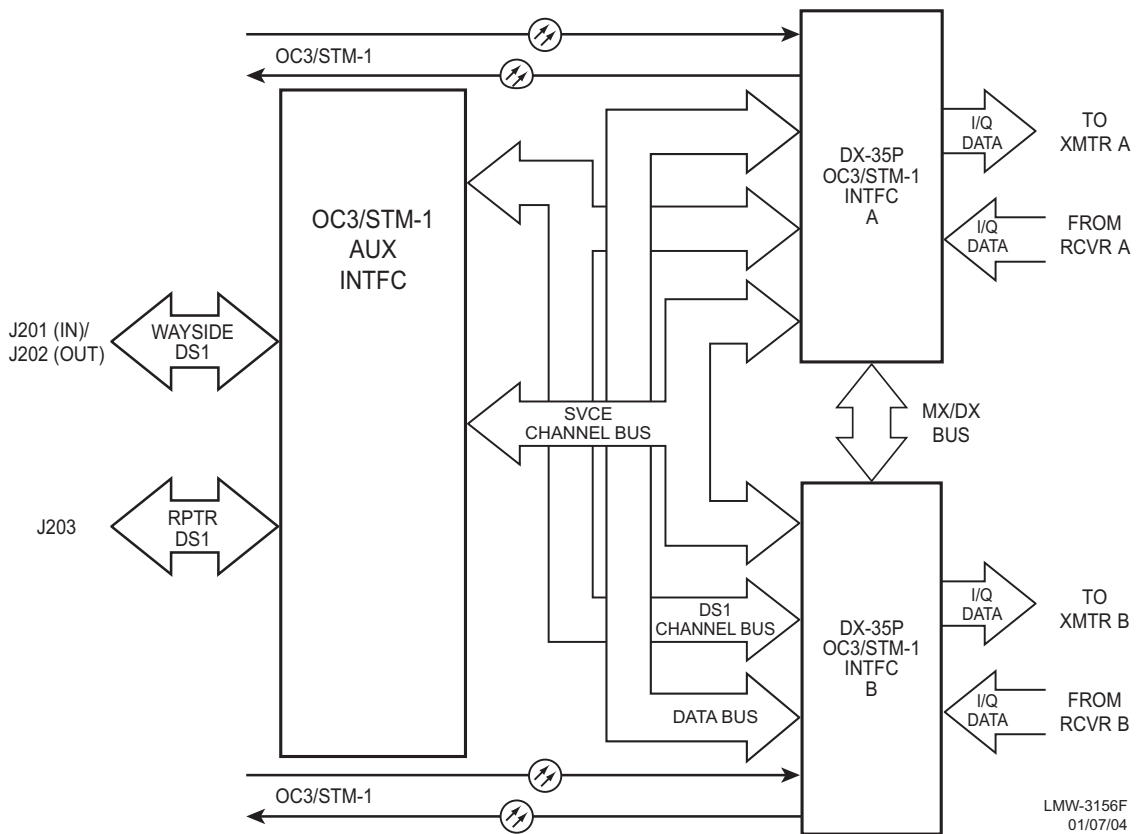 OC3/STM-1
OC3/STM-1
AUX
INTFC
J201 (IN)/
J202 (OUT)
WAYSIDE
DS1
J203
RPTR
DS1
SVCE
CHANNEL BUS
DS1
CHANNEL BUS
DATA BUS
DX-35P
OC3/STM-1
INTFC
A
I/Q
DATA
TO
XMTR A
I/Q
DATA
FROM
RCVR A
MX/DX
BUS
DX-35P
OC3/STM-1
INTFC
B
I/Q
DATA
TO
XMTR B
I/Q
DATA
FROM
RCVR B
OC3/STM-1
LMW-3156F
01/07/04